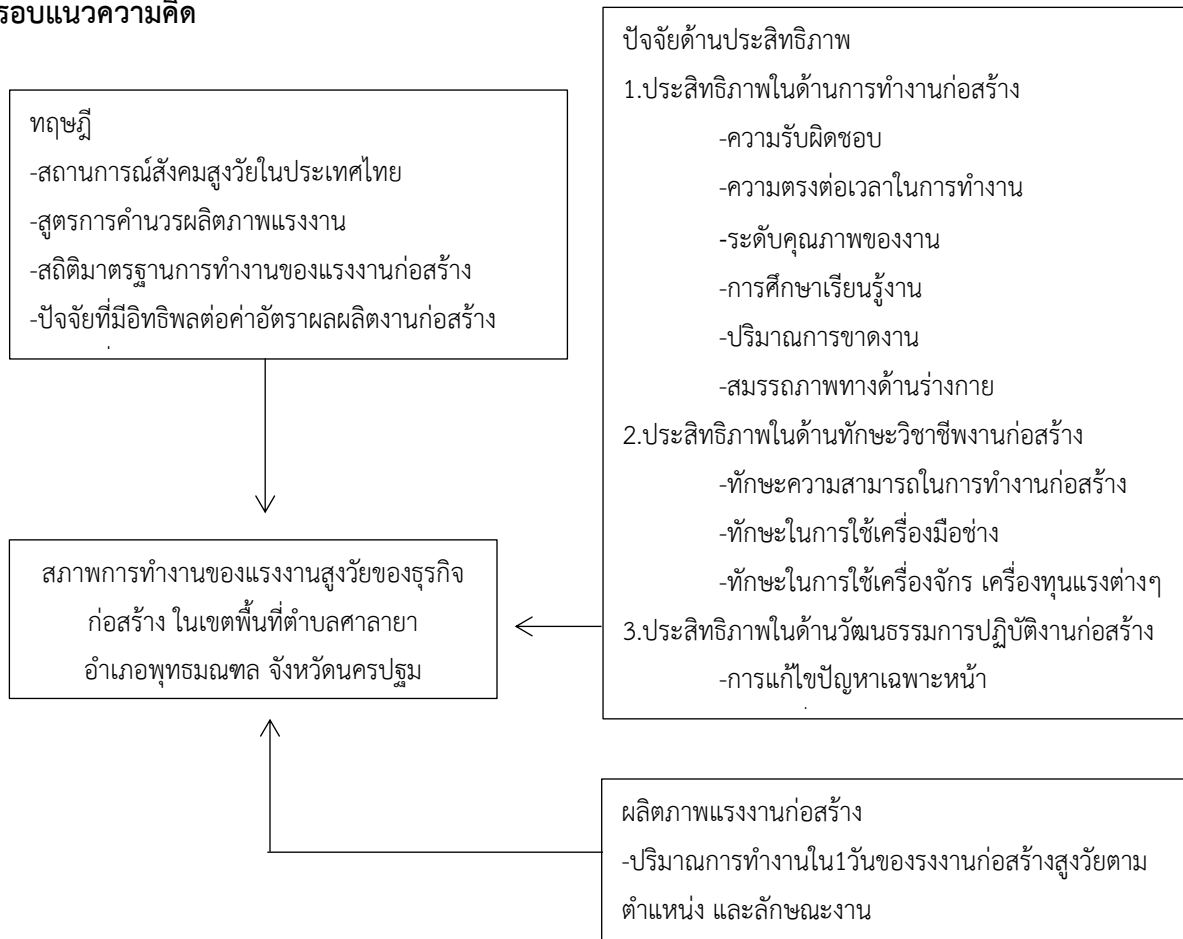 รอบแนวความคิด
ทฤษฎี
-สถานการณ์สังคมสูงวัยในประเทศไทย
-สูตรการคำนวรผลิตภาพแรงงาน
-สถิติมาตรฐานการทำงานของแรงงานก่อสร้าง
-ปัจจัยที่มีอิทธิพลต่อค่าอัตราผลผลิตงานก่อสร้าง
สภาพการทำงานของแรงงานสูงวัยของธุรกิจ
ก่อสร้าง ในเขตพื้นที่ตำบลศาลายา
อำเภอพุทธมณฑล จังหวัดนครปฐม
ปัจจัยด้านประสิทธิภาพ
1.ประสิทธิภาพในด้านการทำงานก่อสร้าง
-ความรับผิดชอบ
-ความตรงต่อเวลาในการทำงาน
-ระดับคุณภาพของงาน
-การศึกษาเรียนรู้งาน
-ปริมาณการขาดงาน
-สมรรถภาพทางด้านร่างกาย
2.ประสิทธิภาพในด้านทักษะวิชาชีพงานก่อสร้าง
-ทักษะความสามารถในการทำงานก่อสร้าง
-ทักษะในการใช้เครื่องมือช่าง
-ทักษะในการใช้เครื่องจักร เครื่องทุนแรงต่างๆ
3.ประสิทธิภาพในด้านวัฒนธรรมการปฏิบัติงานก่อสร้าง
-การแก้ไขปัญหาเฉพาะหน้า
ผลิตภาพแรงงานก่อสร้าง
-ปริมาณการทำงานใน1วันของรงงานก่อสร้างสูงวัยตาม
ตำแหน่ง และลักษณะงาน